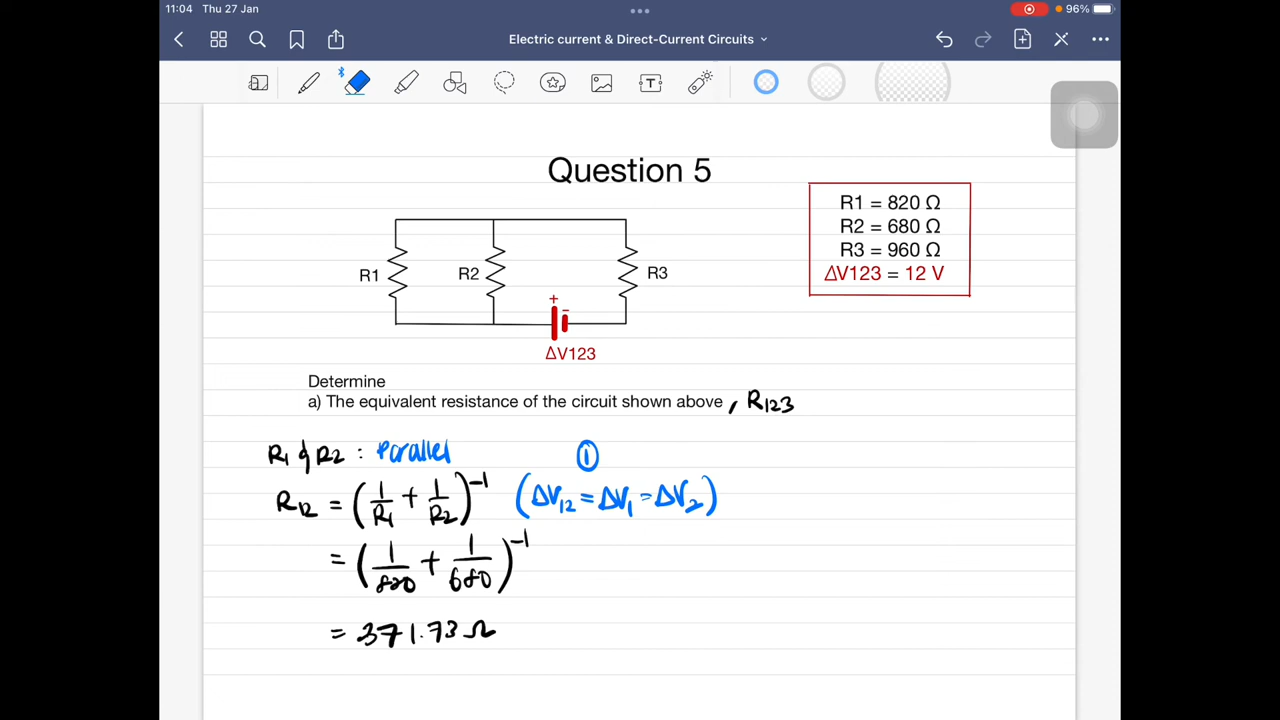 11:04 Thu 27 Jan
96%
Electric current & Direct-Current Circuits
T
Question 5
R1 = 820 Ω
R2 = 680 Ω
R3 = 960 Ω
ΔV123 = 12 V
R1
R2
R3
+
-
ΔV123
Determine
a) The equivalent resistance of the circuit shown above, R₁₂₃
R₁ & R₂ : parallel
①
R₁₂ = (1/R₁ + 1/R₂)⁻¹ (ΔV₁₂ = ΔV₁ = ΔV₂)
= (1/820 + 1/680)⁻¹
= 371.73 Ω